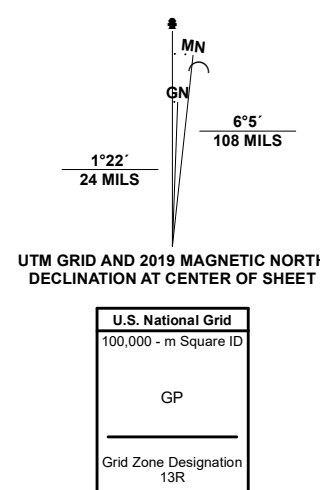 MN
GN
6°5´
108 MILS
1°22´
24 MILS
UTM GRID AND 2019 MAGNETIC NORTH
DECLINATION AT CENTER OF SHEET
U.S. National Grid
100,000 - m Square ID
GP
Grid Zone Designation
13R